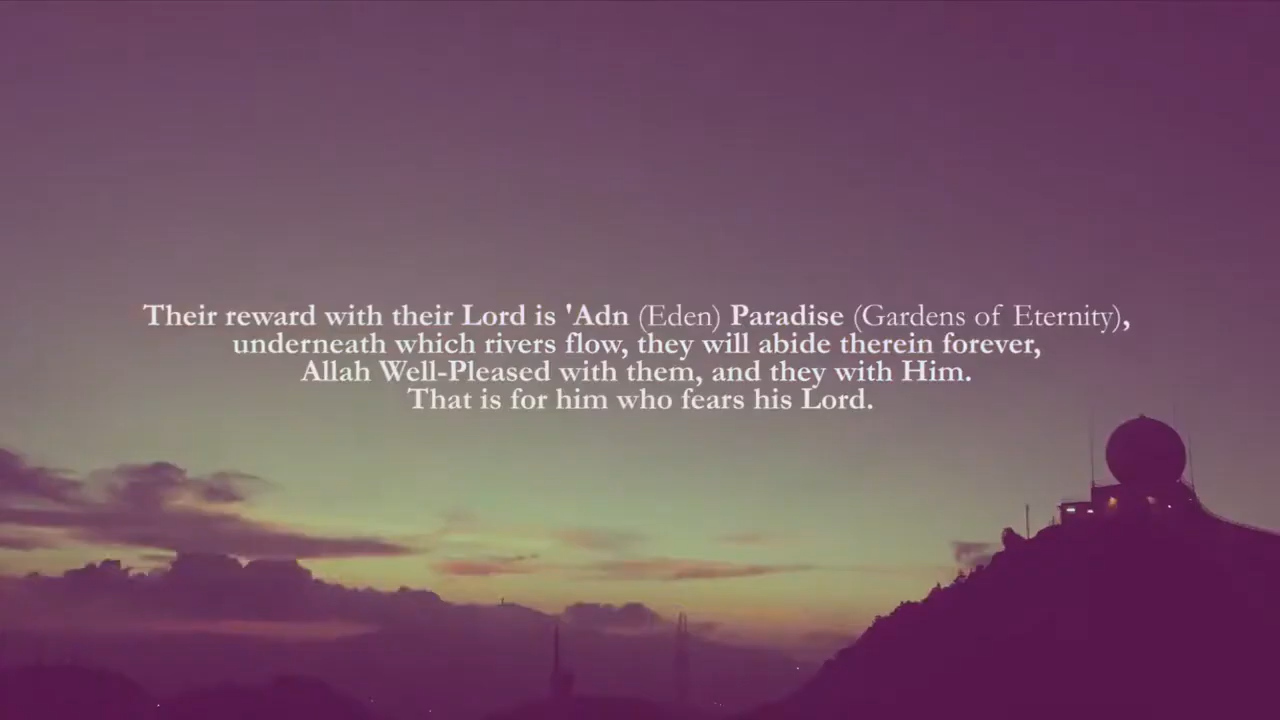 Their reward with their Lord is 'Adn (Eden) Paradise (Gardens of Eternity),
underneath which rivers flow, they will abide therein forever,
Allah Well-Pleased with them, and they with Him.
That is for him who fears his Lord.